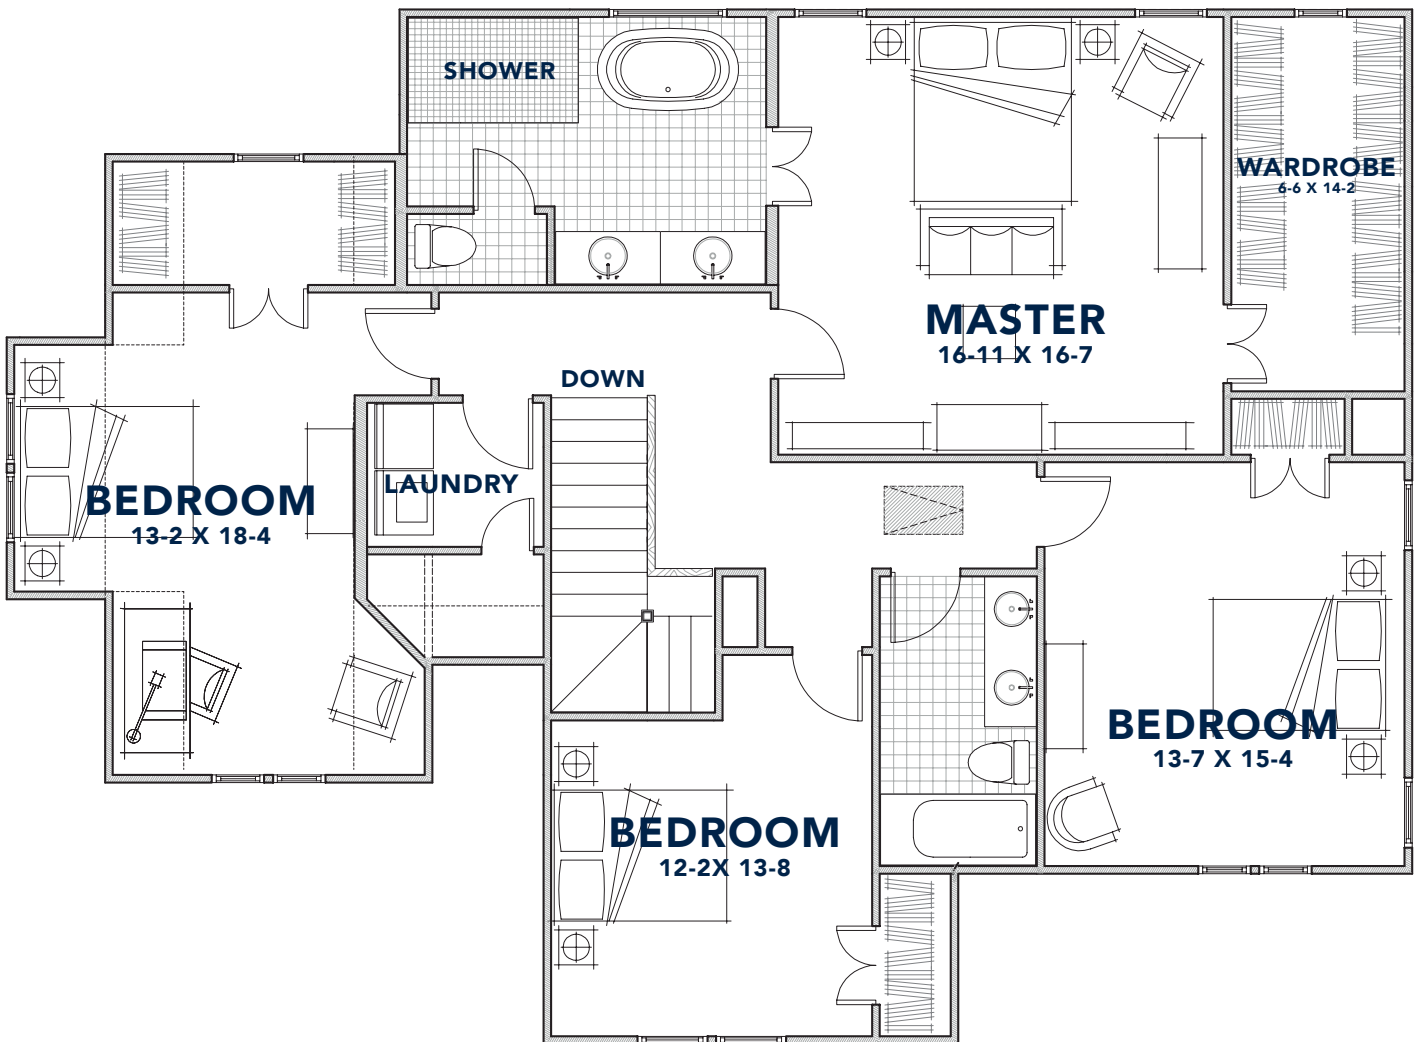 SHOWER
WARDROBE
6-6 X 14-2
MASTER
16-11 X 16-7
DOWN
LAUNDRY
BEDROOM
13-2 X 18-4
BEDROOM
13-7 X 15-4
BEDROOM
12-2X 13-8